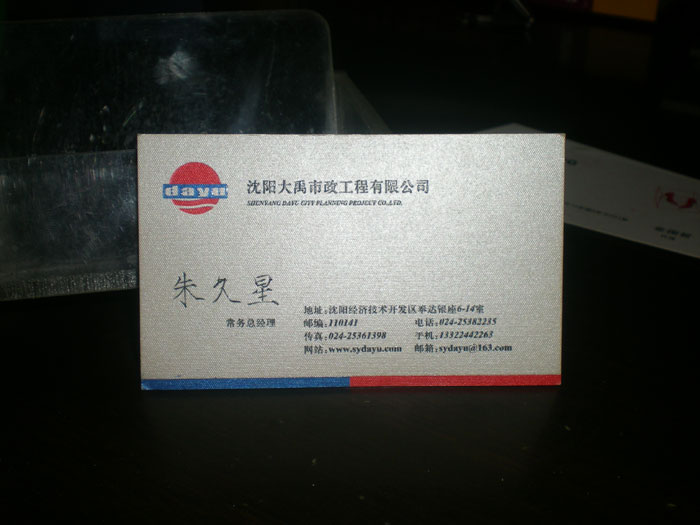 dayu
沈阳大禹市政工程有限公司
SHENYANG DAYU CITY PLANNING PROJECT CO.,LTD.
朱久星
常务总经理
地址:沈阳经济技术开发区奉达银座6-14室
邮编:110141 电话:024-25382235
传真:024-25361398 手机:13322442263
网站:www.sydayu.com 邮箱:sydayu@163.com